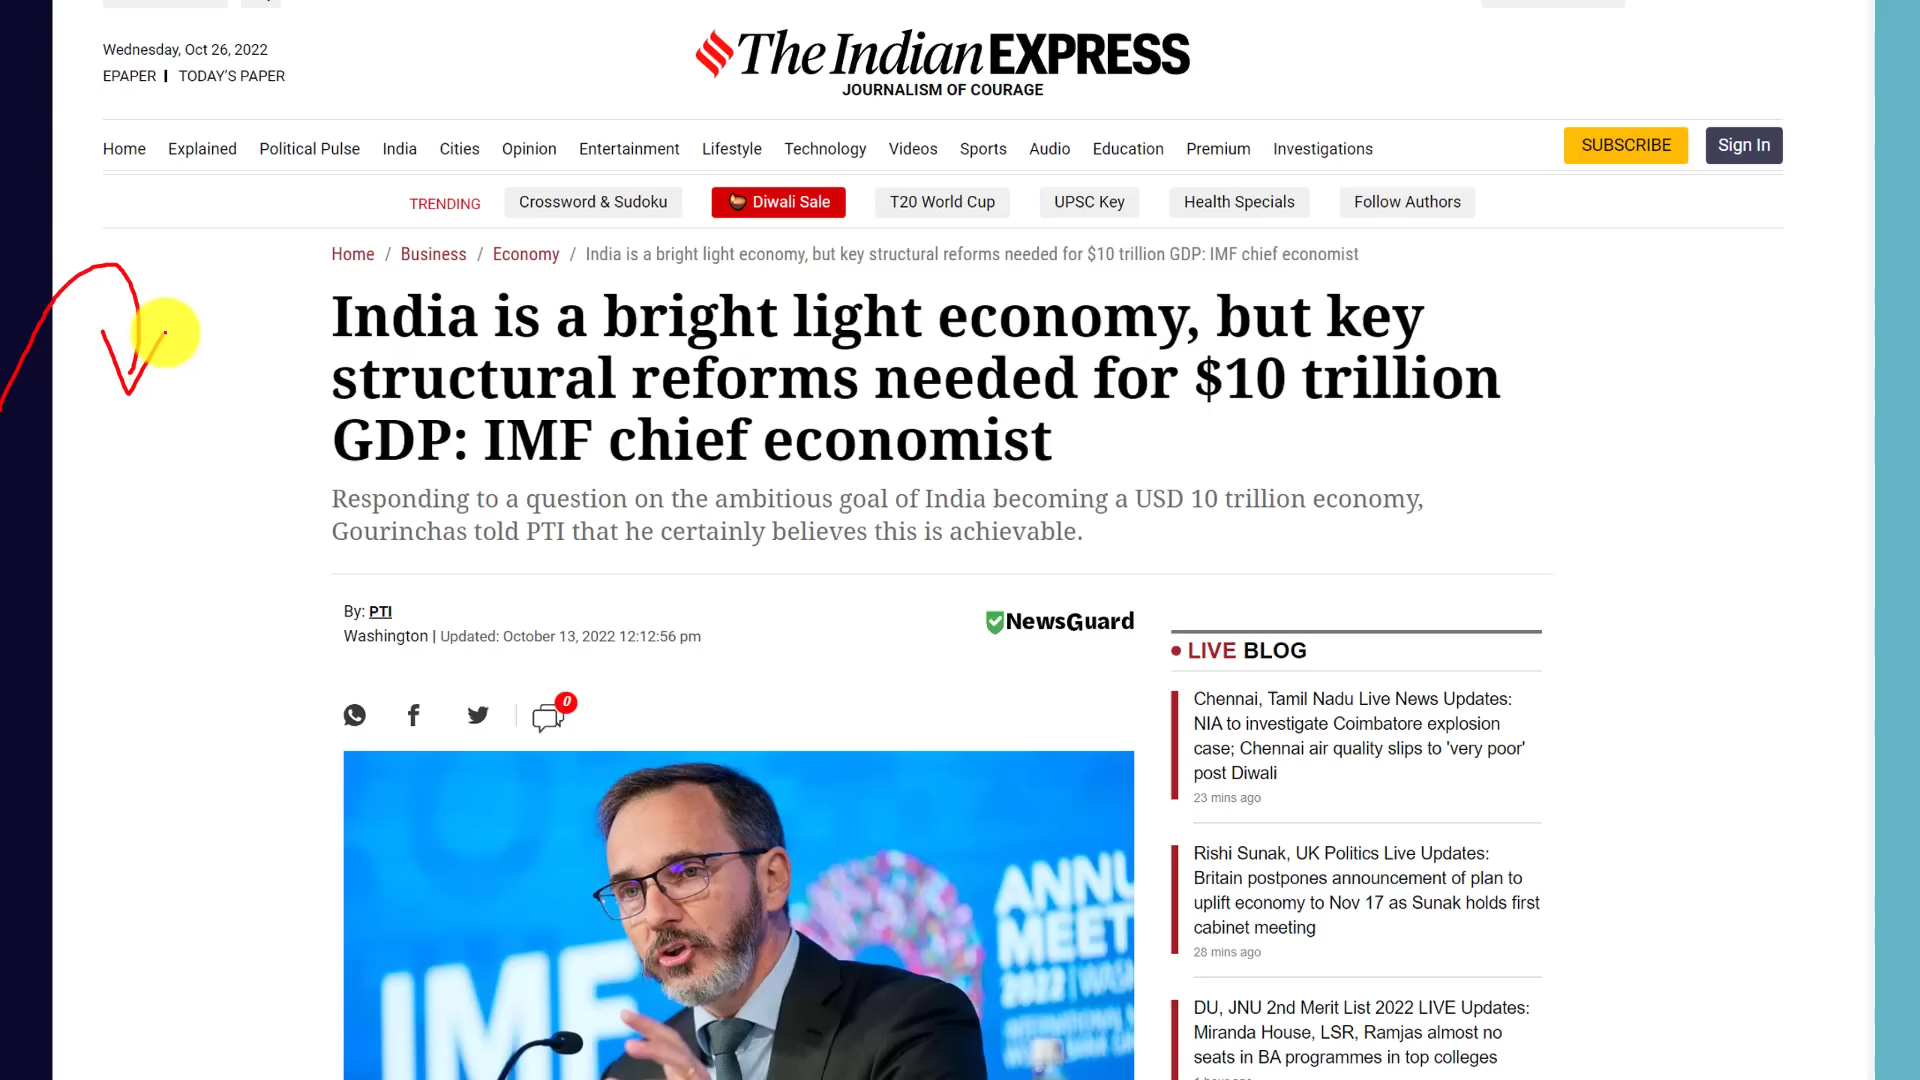 Wednesday, Oct 26, 2022
EPAPER | TODAY'S PAPER
The Indian EXPRESS
JOURNALISM OF COURAGE
Home Explained Political Pulse India Cities Opinion Entertainment Lifestyle Technology Videos Sports Audio Education Premium Investigations SUBSCRIBE Sign In
TRENDING Crossword & Sudoku Diwali Sale T20 World Cup UPSC Key Health Specials Follow Authors
Home / Business / Economy / India is a bright light economy, but key structural reforms needed for $10 trillion GDP: IMF chief economist
India is a bright light economy, but key
structural reforms needed for $10 trillion
GDP: IMF chief economist
Responding to a question on the ambitious goal of India becoming a USD 10 trillion economy,
Gourinchas told PTI that he certainly believes this is achievable.
By: PTI
Washington | Updated: October 13, 2022 12:12:56 pm
NewsGuard
0
LIVE BLOG
Chennai, Tamil Nadu Live News Updates:
NIA to investigate Coimbatore explosion
case; Chennai air quality slips to 'very poor'
post Diwali
23 mins ago
Rishi Sunak, UK Politics Live Updates:
Britain postpones announcement of plan to
uplift economy to Nov 17 as Sunak holds first
cabinet meeting
28 mins ago
DU, JNU 2nd Merit List 2022 LIVE Updates:
Miranda House, LSR, Ramjas almost no
seats in BA programmes in top colleges
IMF
ANNU
MEET
2022